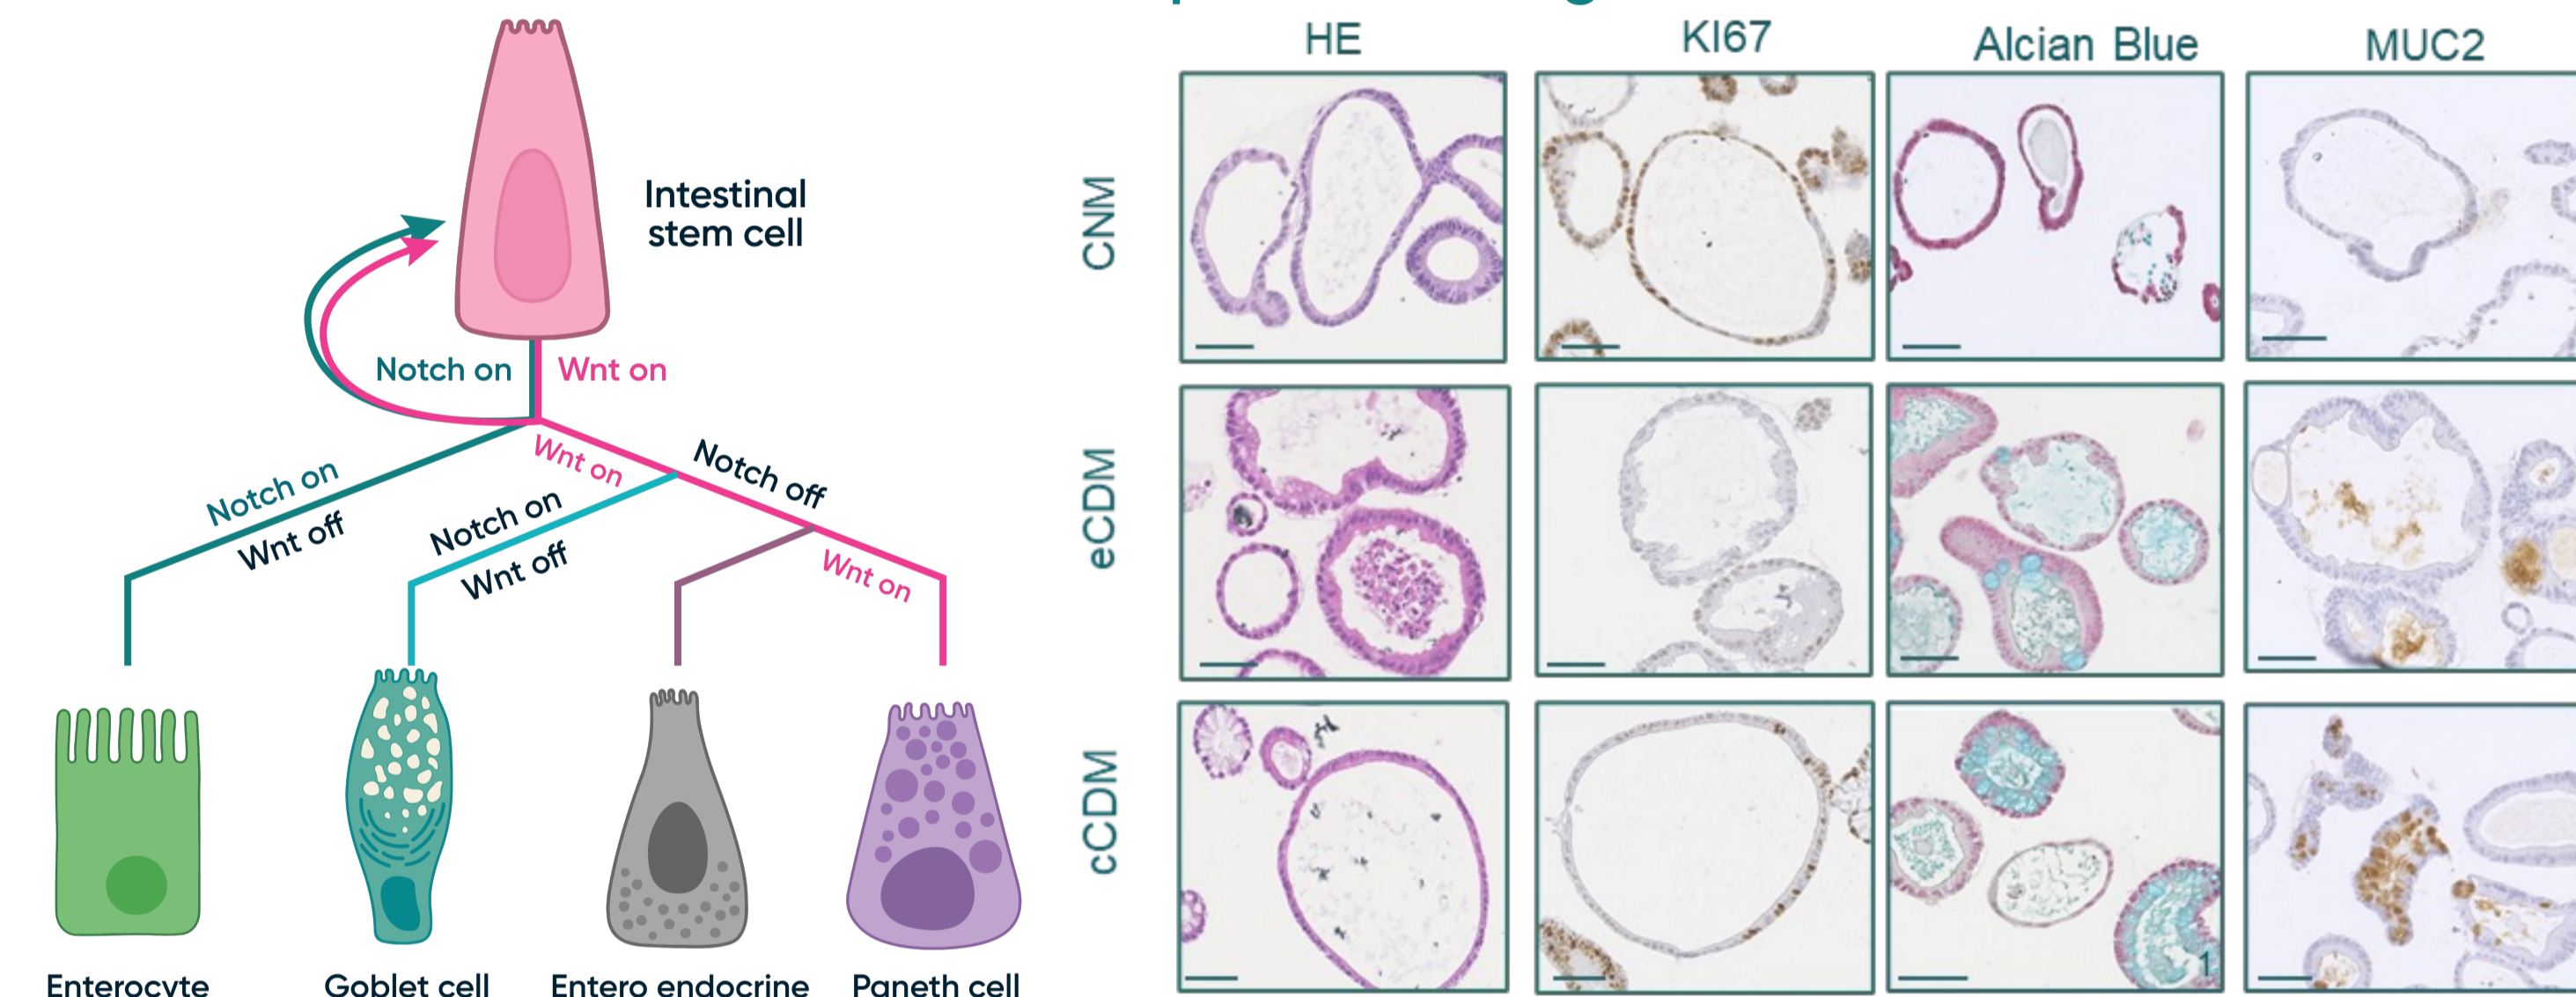 Intestinal
stem cell
Notch on
Wnt on
Notch on
Wnt off
Wnt on
Notch off
Notch on
Wnt off
Wnt on
Enterocyte
Goblet cell
Entero endocrine
Paneth cell
HE
KI67
Alcian Blue
MUC2
CNM
eCDM
cCDM
1